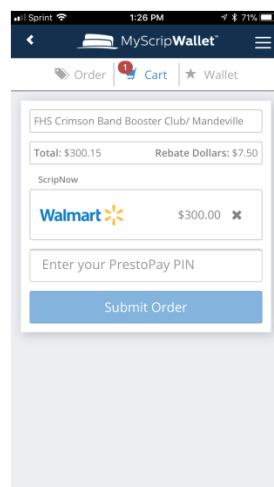 Sprint 1:26 PM 71%
MyScripWallet™
Order 1 Cart Wallet
FHS Crimson Band Booster Club/ Mandeville
Total: $300.15 Rebate Dollars: $7.50
ScripNow
Walmart $300.00
Enter your PrestoPay PIN
Submit Order